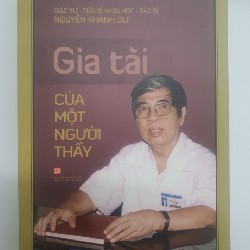 GIÁO SƯ - TIẾN SĨ KHOA HỌC - BÁC SĨ
NGUYỄN KHÁNH DƯ
Gia tài
CỦA
MỘT
NGƯỜI
THẦY